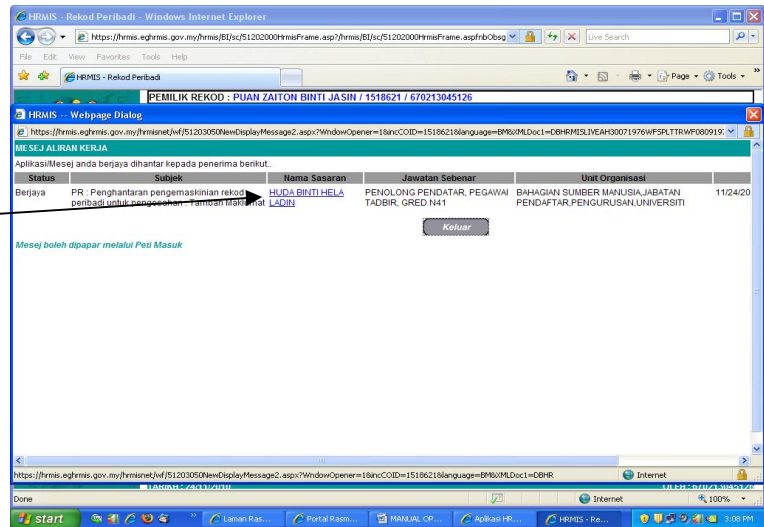 HRMIS - Rekod Peribadi - Windows Internet Explorer
https://hrmis.eghrmis.gov.my/hrmis/BI/sc/51202000HrmisFrame.asp?/hrmis/BI/sc/51202000HrmisFrame.aspfnbObsg
Live Search
File Edit View Favorites Tools Help
HRMIS - Rekod Peribadi
Page Tools
PEMILIK REKOD : PUAN ZAITON BINTI JASIN / 1518621 / 670213045126
HRMIS -- Webpage Dialog
MESEJ ALIRAN KERJA
Aplikasi/Mesej anda berjaya dihantar kepada penerima berikut..
Status Subjek Nama Sasaran Jawatan Sebenar Unit Organisasi
Berjaya PR : Penghantaran pengemaskinian rekod HUDA BINTI HELA PENOLONG PENDAFTAR, PEGAWAI BAHAGIAN SUMBER MANUSIA,JABATAN 11/24/20
peribadi untuk pengesahan : Tambah Maklumat LADIN TADBIR, GRED N41 PENDAFTAR,PENGURUSAN,UNIVERSITI
Keluar
Mesej boleh dipapar melalui Peti Masuk
https://hrmis.eghrmis.gov.my/hrmisnet/wf/51203050NewDisplayMessage2.aspx?WndowOpener=1&incCOID=1518621&language=BM&XMLDoc1=DBHR Internet
TARIKH : 24/11/2010 OLEH : 670213045126
Done Internet 100%
start Laman Ras... Portal Rasm... MANUAL OP... Aplikasi HR... HRMIS - Re... 3:08 PM